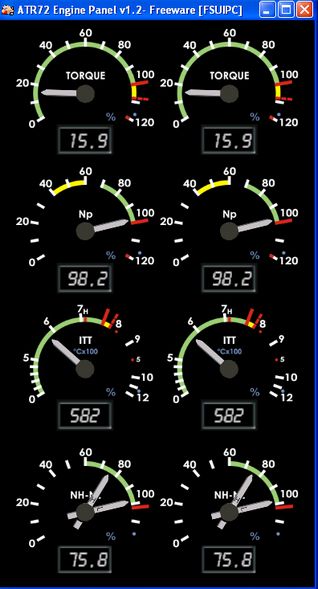 ATR72 Engine Panel v1.2- Freeware [FSUIPC]
60 60
40 80 40 80
TORQUE TORQUE
20 100 20 100
0 % 120 0 % 120
15.9 15.9
60 60
40 80 40 80
Np Np
20 100 20 100
0 % 120 0 % 120
98.2 98.2
7H 7H
6 8 6 8
ITT ITT
°Cx100 °Cx100
9 9
5 5 5 5
10 10
0 % 12 0 % 12
582 582
60 60
40 80 40 80
NH- NH-
20 100 20 100
0 % 0 %
75.8 75.8